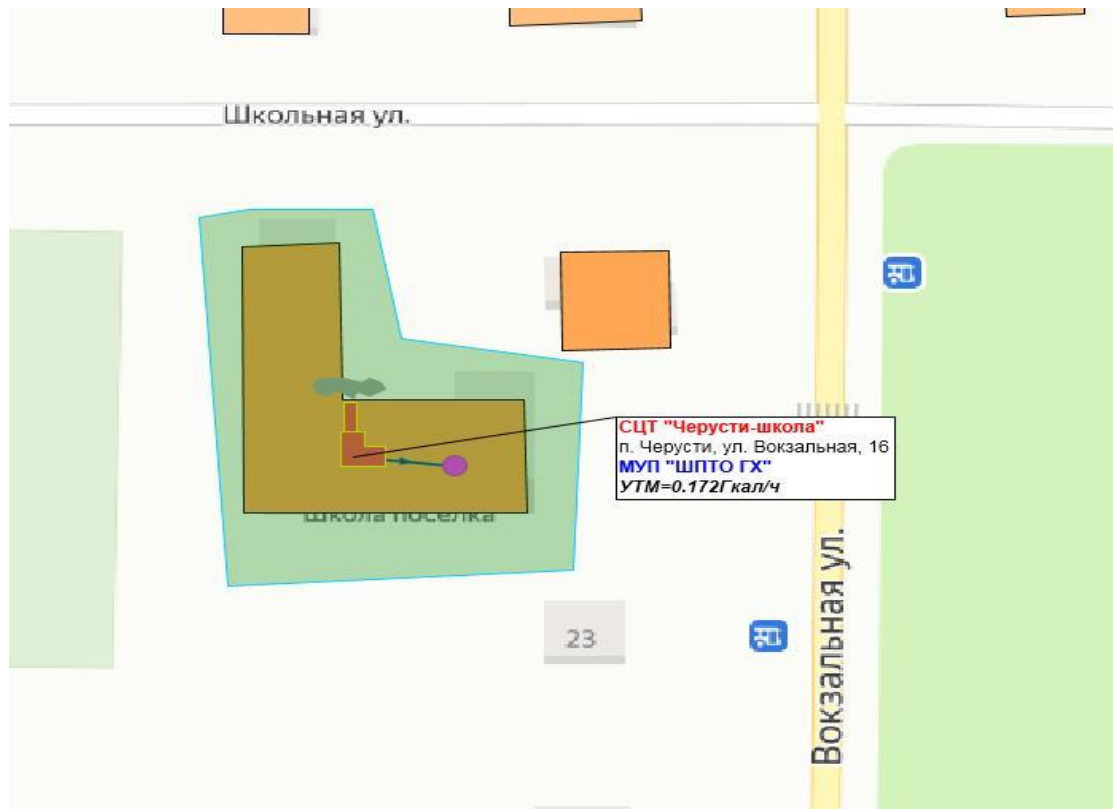 Школьная ул.
СЦТ "Черусти-школа"
п. Черусти, ул. Вокзальная, 16
МУП "ШПТО ГХ"
УТМ=0.172Гкал/ч
Школа поселка
23
Вокзальная ул.